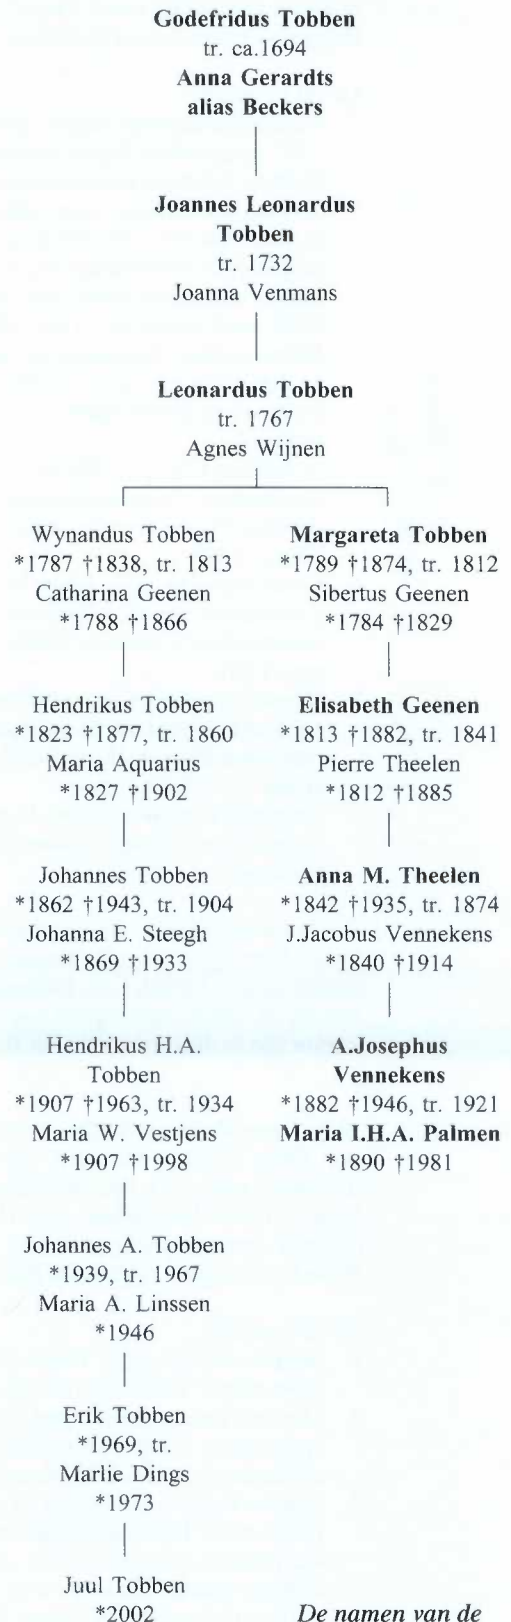 Godefridus Tobben
tr. ca.1694
Anna Gerardts
alias Beckers
Joannes Leonardus
Tobben
tr. 1732
Joanna Venmans
Leonardus Tobben
tr. 1767
Agnes Wijnen
Wynandus Tobben
*1787 †1838, tr. 1813
Catharina Geenen
*1788 †1866
Hendrikus Tobben
*1823 †1877, tr. 1860
Maria Aquarius
*1827 †1902
Johannes Tobben
*1862 †1943, tr. 1904
Johanna E. Steegh
*1869 †1933
Hendrikus H.A.
Tobben
*1907 †1963, tr. 1934
Maria W. Vestjens
*1907 †1998
Johannes A. Tobben
*1939, tr. 1967
Maria A. Linssen
*1946
Erik Tobben
*1969, tr.
Marlie Dings
*1973
Juul Tobben
*2002
Margareta Tobben
*1789 †1874, tr. 1812
Sibertus Geenen
*1784 †1829
Elisabeth Geenen
*1813 †1882, tr. 1841
Pierre Theelen
*1812 †1885
Anna M. Theelen
*1842 †1935, tr. 1874
J.Jacobus Vennekens
*1840 †1914
A.Josephus
Vennekens
*1882 †1946, tr. 1921
Maria I.H.A. Palmen
*1890 †1981
De namen van de